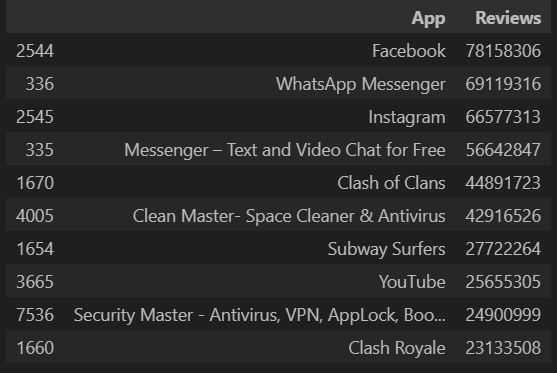 App Reviews
2544 Facebook 78158306
336 WhatsApp Messenger 69119316
2545 Instagram 66577313
335 Messenger – Text and Video Chat for Free 56642847
1670 Clash of Clans 44891723
4005 Clean Master- Space Cleaner & Antivirus 42916526
1654 Subway Surfers 27722264
3665 YouTube 25655305
7536 Security Master - Antivirus, VPN, AppLock, Boo... 24900999
1660 Clash Royale 23133508